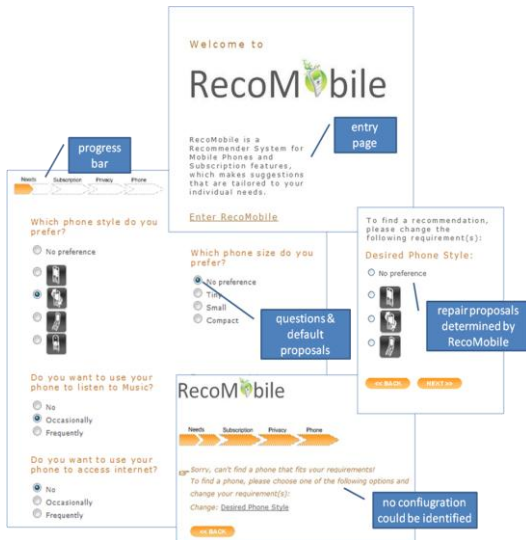 Welcome to
RecoMobile
RecoMobile is a
Recommender System for
Mobile Phones and
Subscription features,
which makes suggestions
that are tailored to your
individual needs.
Enter RecoMobile
entry
page
progress
bar
Needs Subscription Privacy Phone
Which phone style do you
prefer?
No preference
Do you want to use your
phone to listen to Music?
No
Occasionally
Frequently
Do you want to use your
phone to access internet?
No
Occasionally
Frequently
Which phone size do you
prefer?
No preference
Tiny
Small
Compact
questions &
default
proposals
To find a recommendation,
please change the
following requirement(s):
Desired Phone Style:
No preference
<< BACK NEXT >>
repair proposals
determined by
RecoMobile
RecoMobile
Needs Subscription Privacy Phone
Sorry, can't find a phone that fits your requirements!
To find a phone, please choose one of the following options and
change your requirement(s):
Change: Desired Phone Style
<< BACK
no confiugration
could be identified